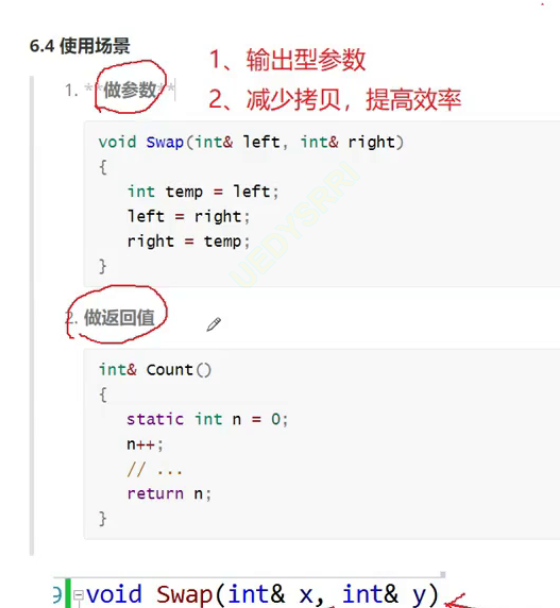 6.4 使用场景
1、输出型参数
1. **做参数**
2、减少拷贝，提高效率
void Swap(int& left, int& right)
{
int temp = left;
left = right;
right = temp;
}
2. 做返回值
int& Count()
{
static int n = 0;
n++;
// ...
return n;
}
9 void Swap(int& x, int& y)